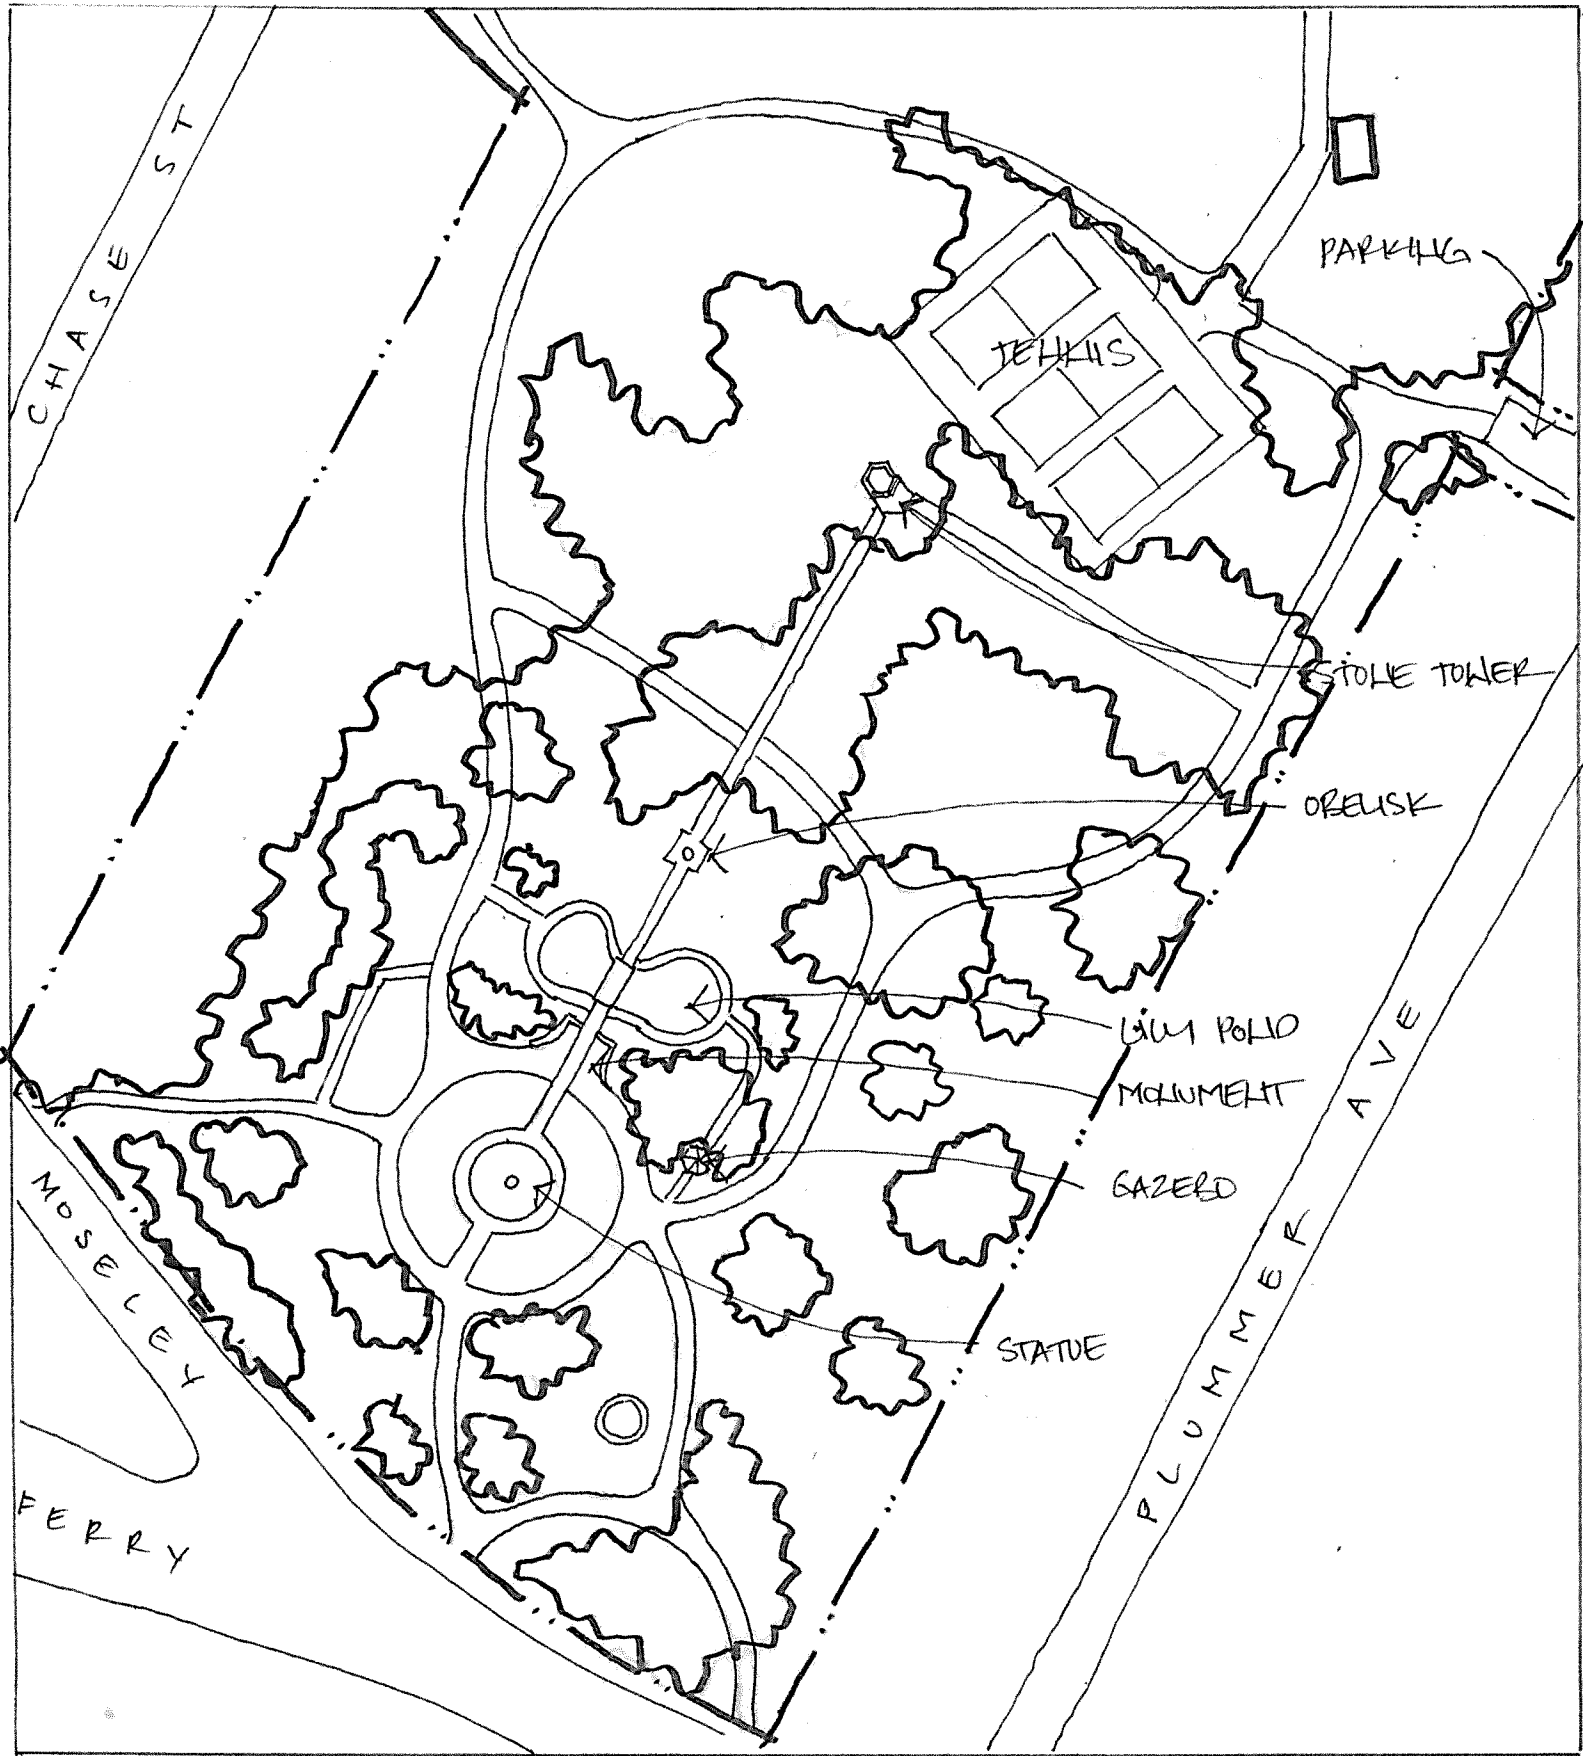 CHASE ST
PARKING
TENNIS
STONE TOWER
OBELISK
LILY POND
MONUMENT
GAZEBO
STATUE
PLUMMER AVE
MOSELEY
FERRY